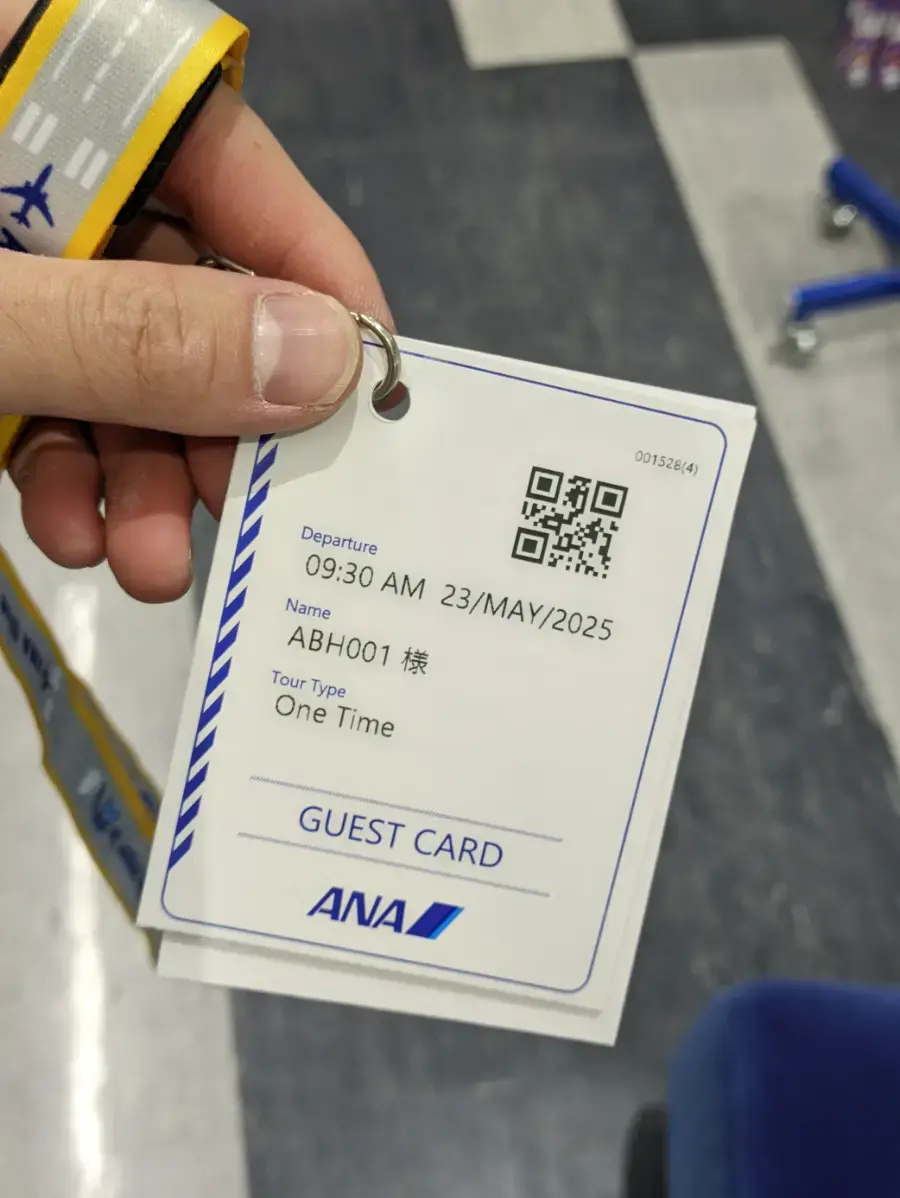 001528(4)
Departure
09:30 AM 23/MAY/2025
Name
ABH001 様
Tour Type
One Time
GUEST CARD
ANA